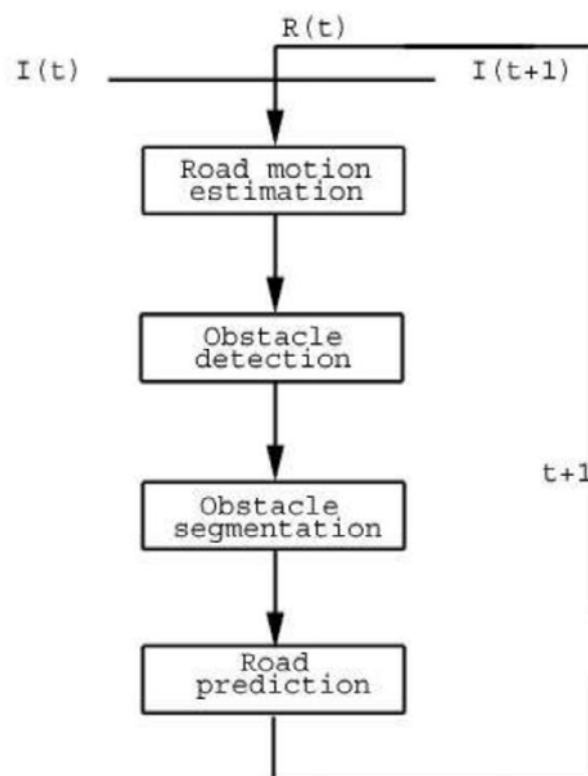 R(t)
I(t)
I(t+1)
Road motion
estimation
Obstacle
detection
t+1
Obstacle
segmentation
Road
prediction